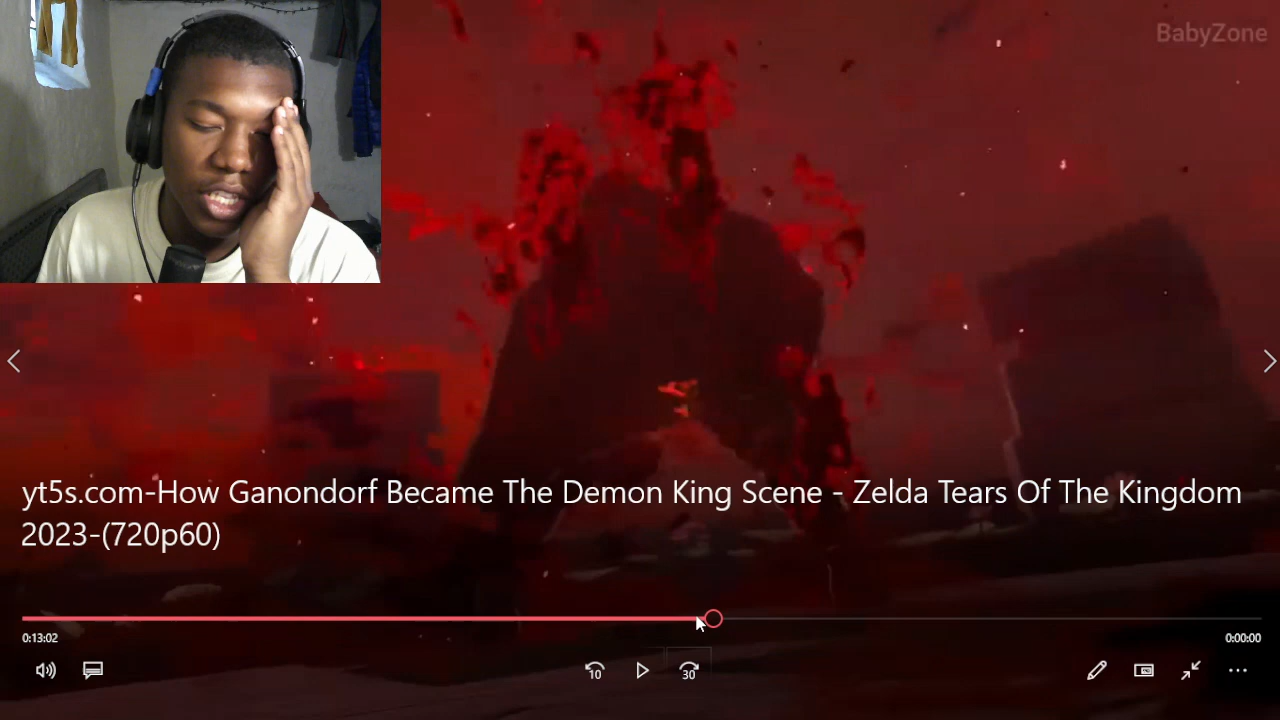 BabyZone
yt5s.com-How Ganondorf Became The Demon King Scene - Zelda Tears Of The Kingdom
2023-(720p60)
0:13:02
0:00:00
10
30